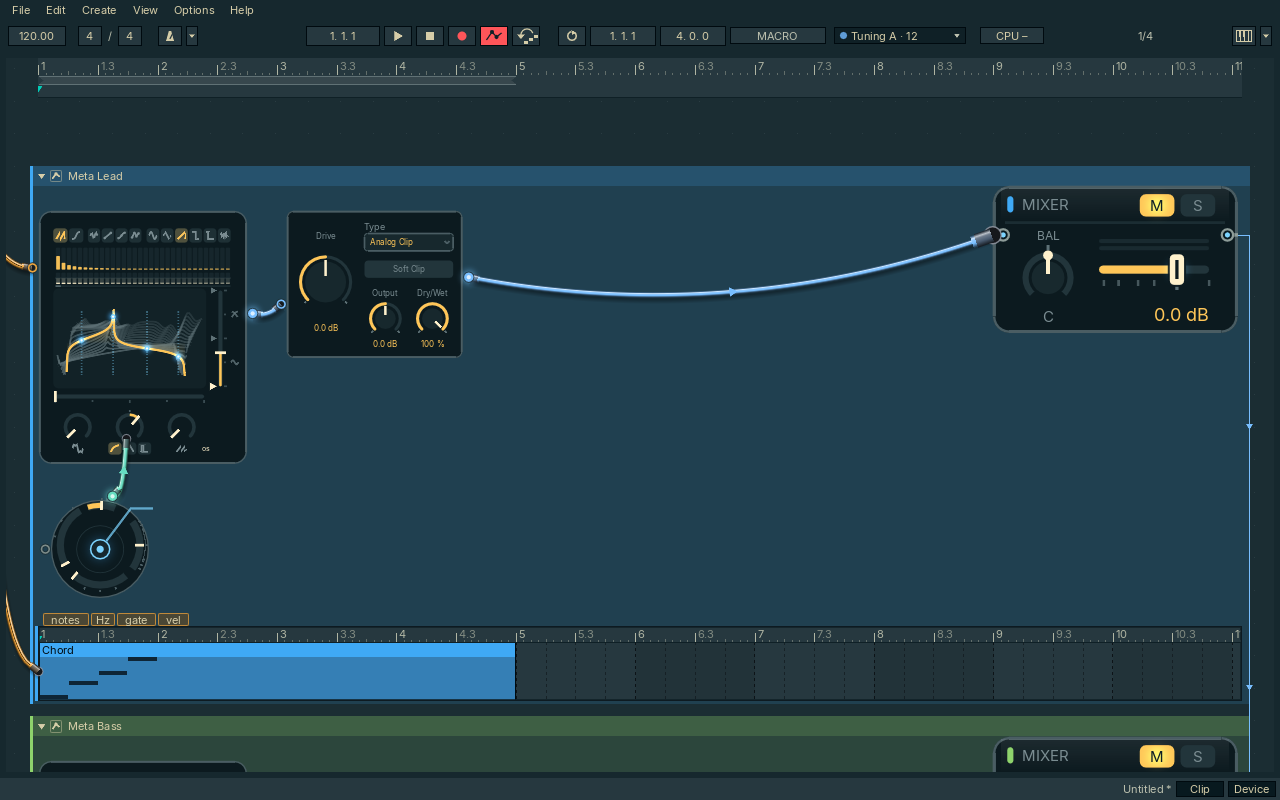 File Edit Create View Options Help
120.00 4 / 4 1. 1. 1 1. 1. 1 4. 0. 0 MACRO Tuning A · 12 CPU – 1/4
1 1.3 2 2.3 3 3.3 4 4.3 5 5.3 6 6.3 7 7.3 8 8.3 9 9.3 10 10.3 11
Meta Lead
MIXER M S
Type
Drive
Analog Clip
BAL
Soft Clip
Output Dry/Wet
C 0.0 dB
0.0 dB
0.0 dB 100 %
os
notes Hz gate vel
1 1.3 2 2.3 3 3.3 4 4.3 5 5.3 6 6.3 7 7.3 8 8.3 9 9.3 10 10.3 1
Chord
Meta Bass
MIXER M S
Untitled * Clip Device